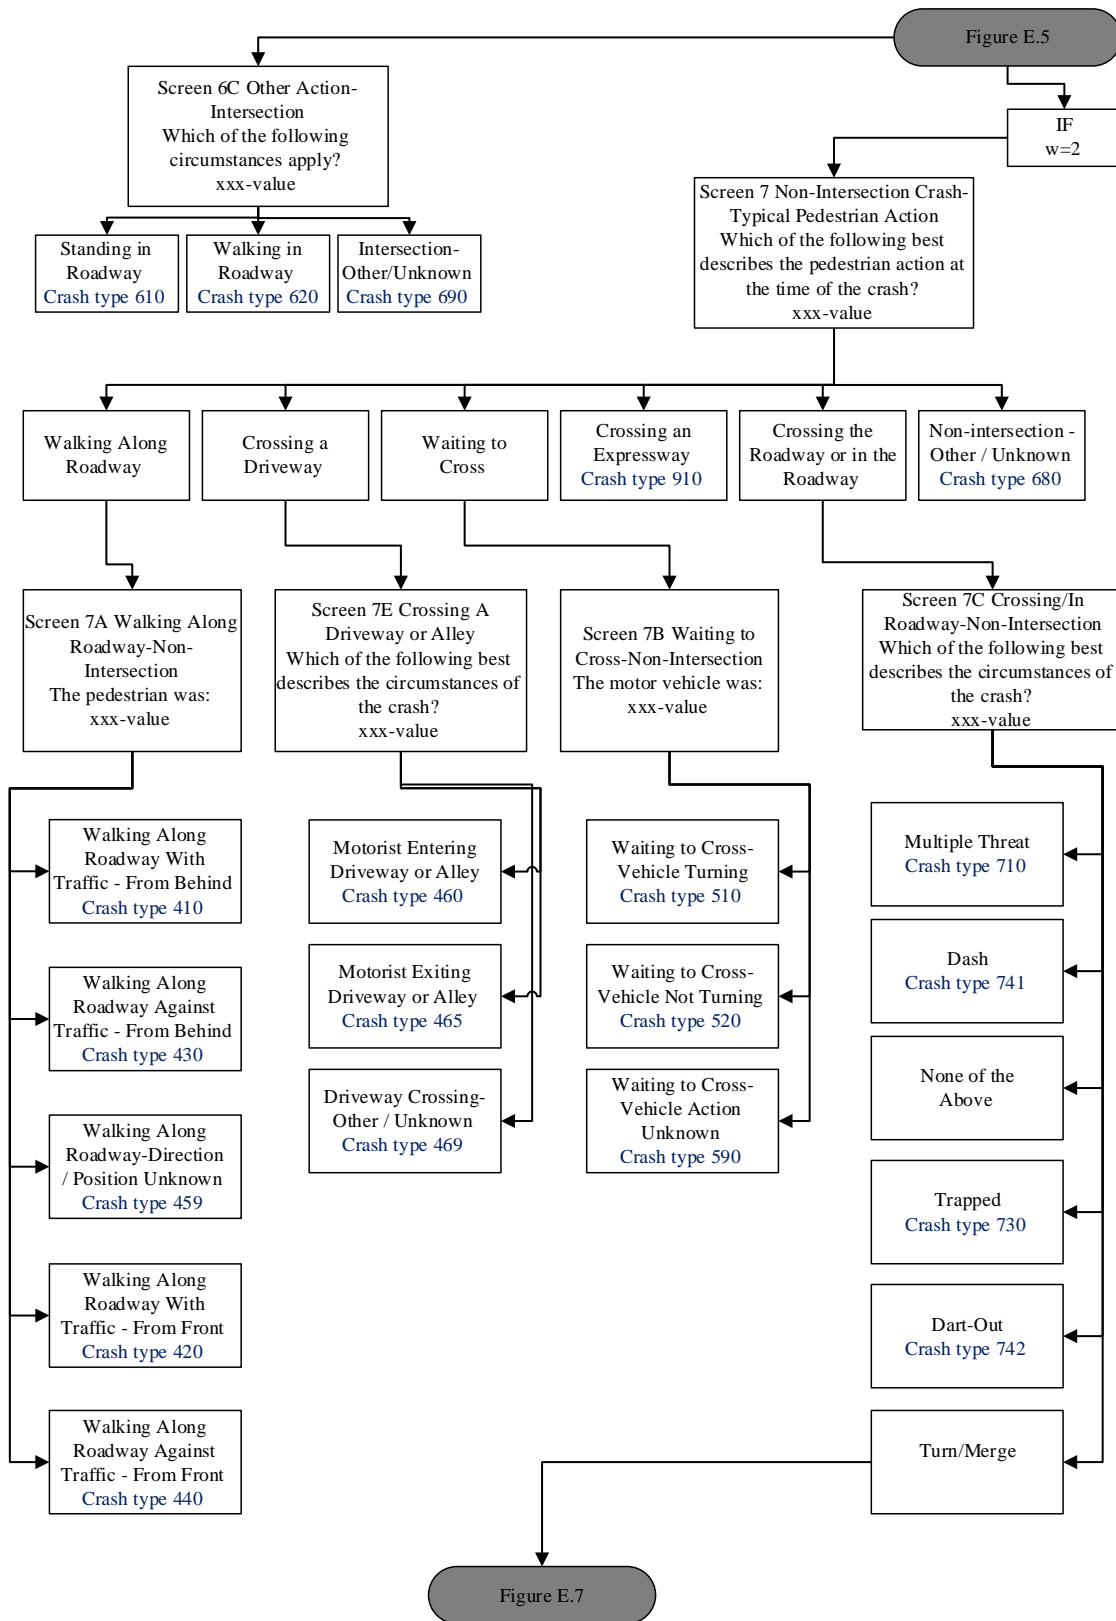 Figure E.5
Screen 6C Other Action-
Intersection
Which of the following
circumstances apply?
xxx-value
IF
w=2
Screen 7 Non-Intersection Crash-
Typical Pedestrian Action
Which of the following best
describes the pedestrian action at
the time of the crash?
xxx-value
Standing in
Roadway
Crash type 610
Walking in
Roadway
Crash type 620
Intersection-
Other/Unknown
Crash type 690
Walking Along
Roadway
Crossing a
Driveway
Waiting to
Cross
Crossing an
Expressway
Crash type 910
Crossing the
Roadway or in the
Roadway
Non-intersection -
Other / Unknown
Crash type 680
Screen 7A Walking Along
Roadway-Non-
Intersection
The pedestrian was:
xxx-value
Screen 7E Crossing A
Driveway or Alley
Which of the following best
describes the circumstances of
the crash?
xxx-value
Screen 7B Waiting to
Cross-Non-Intersection
The motor vehicle was:
xxx-value
Screen 7C Crossing/In
Roadway-Non-Intersection
Which of the following best
describes the circumstances of
the crash?
xxx-value
Walking Along
Roadway With
Traffic - From Behind
Crash type 410
Walking Along
Roadway Against
Traffic - From Behind
Crash type 430
Walking Along
Roadway-Direction
/ Position Unknown
Crash type 459
Walking Along
Roadway With
Traffic - From Front
Crash type 420
Walking Along
Roadway Against
Traffic - From Front
Crash type 440
Motorist Entering
Driveway or Alley
Crash type 460
Motorist Exiting
Driveway or Alley
Crash type 465
Driveway Crossing-
Other / Unknown
Crash type 469
Waiting to Cross-
Vehicle Turning
Crash type 510
Waiting to Cross-
Vehicle Not Turning
Crash type 520
Waiting to Cross-
Vehicle Action
Unknown
Crash type 590
Multiple Threat
Crash type 710
Dash
Crash type 741
None of the
Above
Trapped
Crash type 730
Dart-Out
Crash type 742
Turn/Merge
Figure E.7